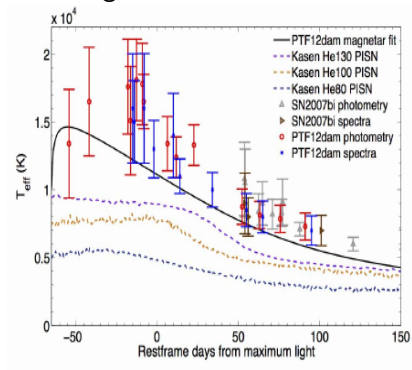 x 10⁴
2
1.5
1
0.5
0
T_eff (K)
PTF12dam magnetar fit
Kasen He130 PISN
Kasen He100 PISN
Kasen He80 PISN
SN2007bi photometry
SN2007bi spectra
PTF12dam photometry
PTF12dam spectra
−50 0 50 100 150
Restframe days from maximum light